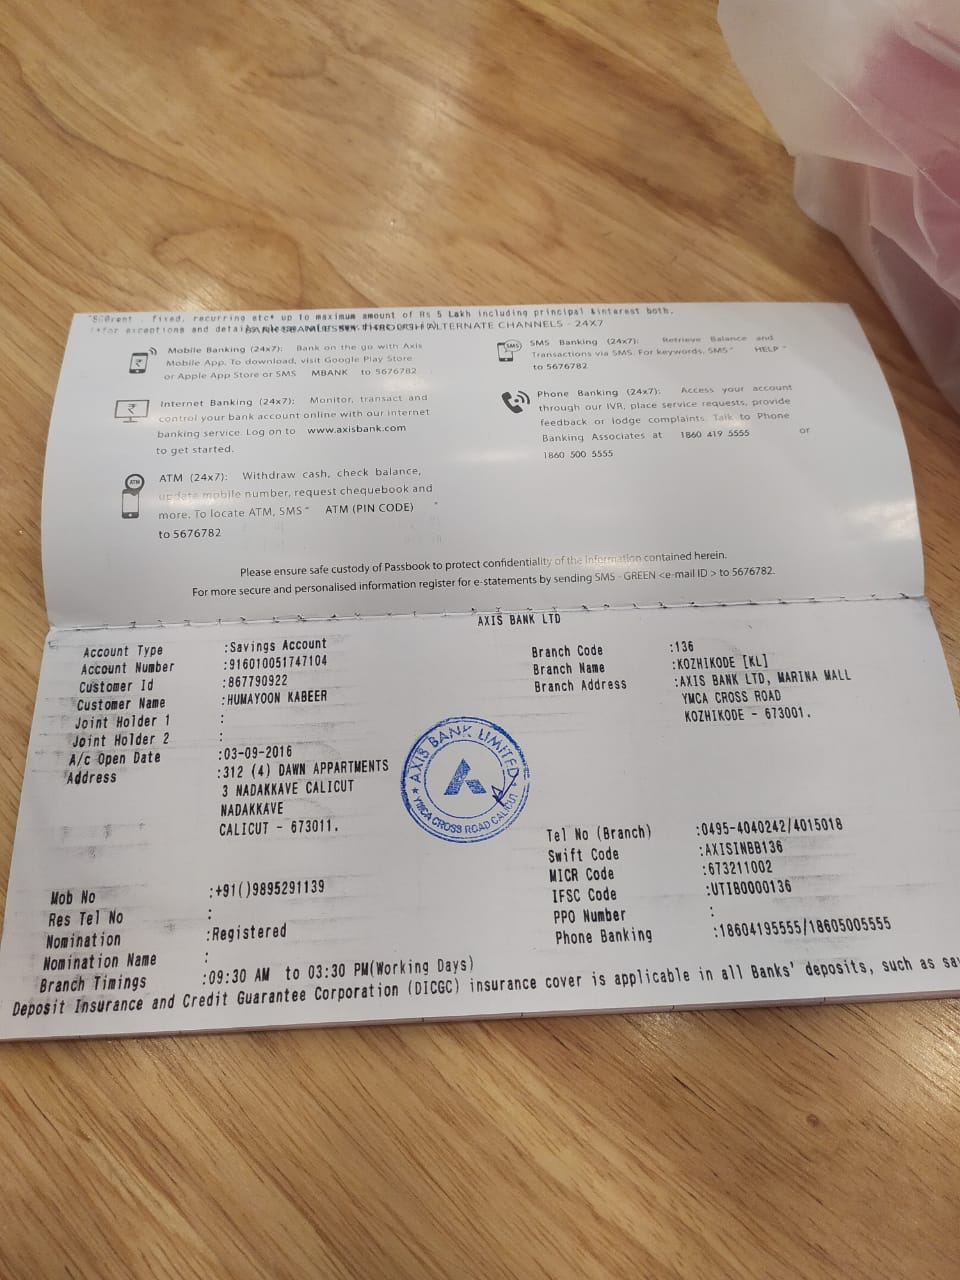 fixed, recurring etc* up to maximum amount of Rs 5 Lakh including principal &interest both.
(*for exceptions and details please
ALTERNATE CHANNELS - 24X7
Mobile Banking (24x7): Bank on the go with Axis
Mobile App. To download, visit Google Play Store
or Apple App Store or SMS MBANK to 5676782
Internet Banking (24x7): Monitor, transact and
control your bank account online with our internet
banking service. Log on to www.axisbank.com
to get started.
ATM
ATM (24x7): Withdraw cash, check balance,
update mobile number, request chequebook and
more. To locate ATM, SMS " ATM (PIN CODE) "
to 5676782
SMS
SMS Banking (24x7): Retrieve Balance and
Transactions via SMS. For keywords, SMS " HELP "
to 5676782
Phone Banking (24x7): Access your account
through our IVR, place service requests, provide
feedback or lodge complaints. Talk to Phone
Banking Associates at 1860 419 5555 or
1860 500 5555
Please ensure safe custody of Passbook to protect confidentiality of the information contained herein.
For more secure and personalised information register for e-statements by sending SMS - GREEN <e-mail ID > to 5676782.
AXIS BANK LTD
Account Type :Savings Account
Account Number :916010051747104
Customer Id :867790922
Customer Name :HUMAYOON KABEER
Joint Holder 1 :
Joint Holder 2 :
A/c Open Date :03-09-2016
Address :312 (4) DAWN APPARTMENTS
3 NADAKKAVE CALICUT
NADAKKAVE
CALICUT - 673011.
Mob No :+91()9895291139
Res Tel No :
Nomination :Registered
Nomination Name :
Branch Timings :09:30 AM to 03:30 PM(Working Days)
Branch Code :136
Branch Name :KOZHIKODE [KL]
Branch Address :AXIS BANK LTD, MARINA MALL
YMCA CROSS ROAD
KOZHIKODE - 673001.
AXIS BANK LIMITED
YMCA CROSS ROAD CALICUT
Tel No (Branch) :0495-4040242/4015018
Swift Code :AXISINBB136
MICR Code :673211002
IFSC Code :UTIB0000136
PPO Number :
Phone Banking :18604195555/18605005555
Deposit Insurance and Credit Guarantee Corporation (DICGC) insurance cover is applicable in all Banks' deposits, such as sa